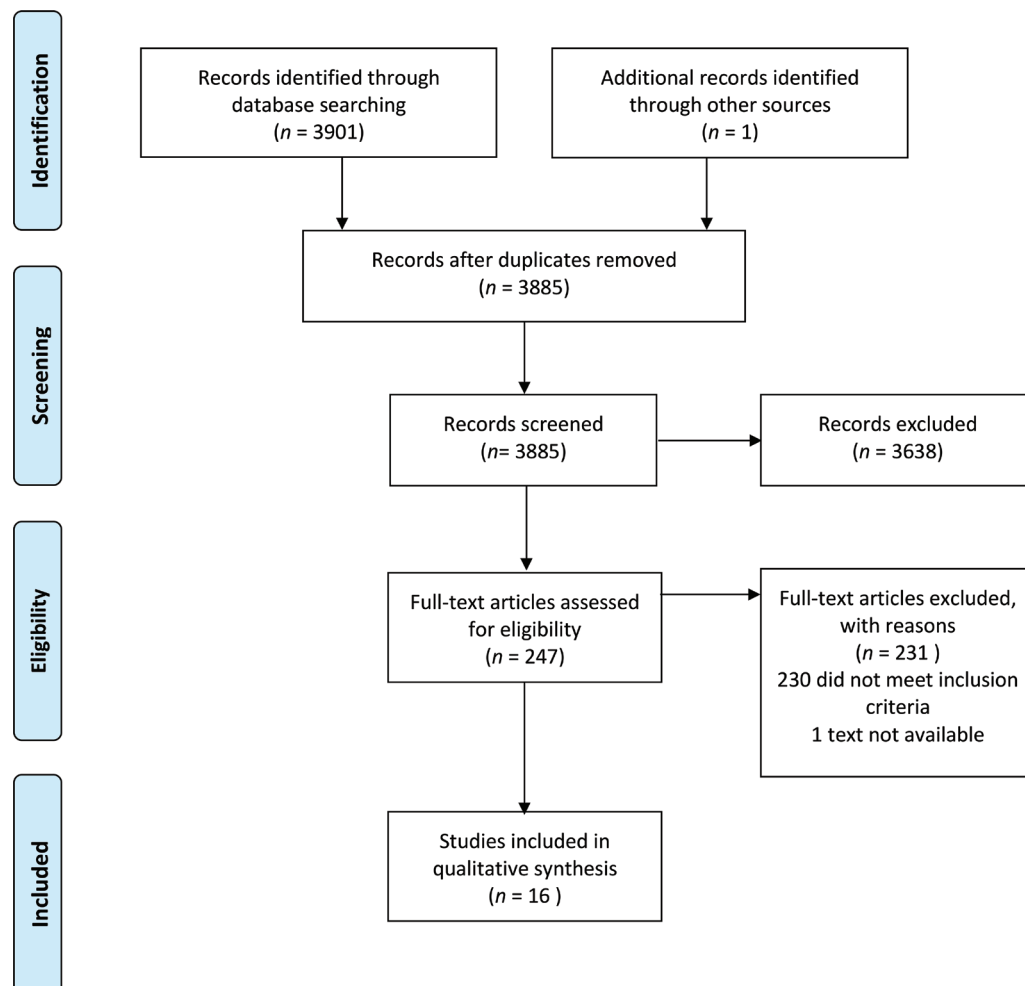 Identification
Records identified through
database searching
(n = 3901)
Additional records identified
through other sources
(n = 1)
Records after duplicates removed
(n = 3885)
Screening
Records screened
(n= 3885)
Records excluded
(n = 3638)
Eligibility
Full-text articles assessed
for eligibility
(n = 247)
Full-text articles excluded,
with reasons
(n = 231 )
230 did not meet inclusion
criteria
1 text not available
Included
Studies included in
qualitative synthesis
(n = 16 )